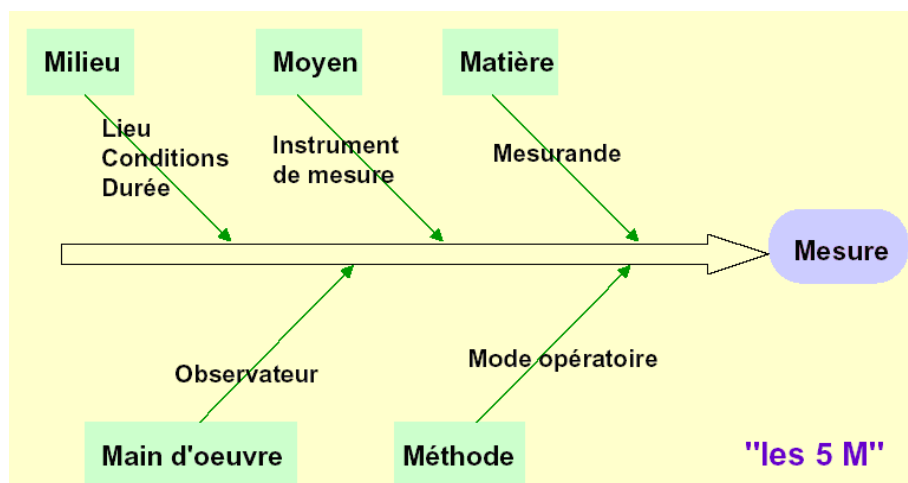 Milieu
Moyen
Matière
Lieu
Conditions
Durée
Instrument
de mesure
Mesurande
Mesure
Observateur
Mode opératoire
Main d'oeuvre
Méthode
"les 5 M"